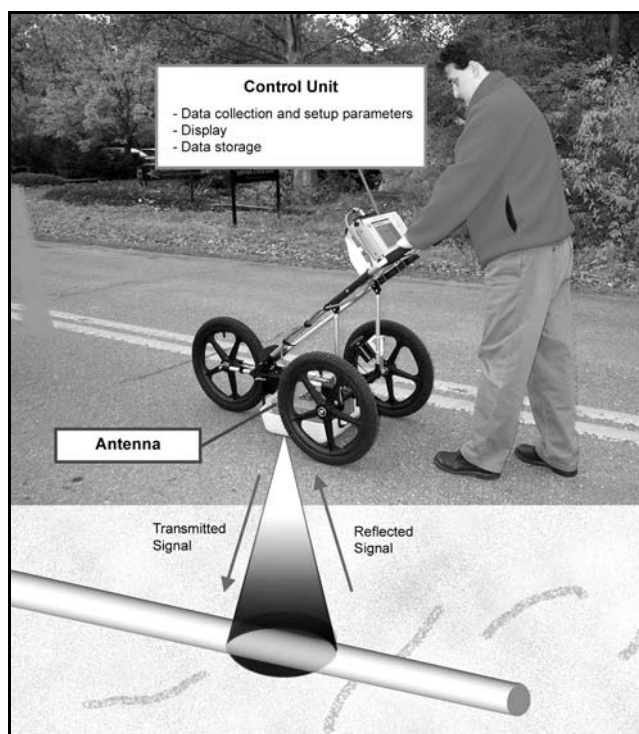 Control Unit
- Data collection and setup parameters
- Display
- Data storage
Antenna
Transmitted
Signal
Reflected
Signal